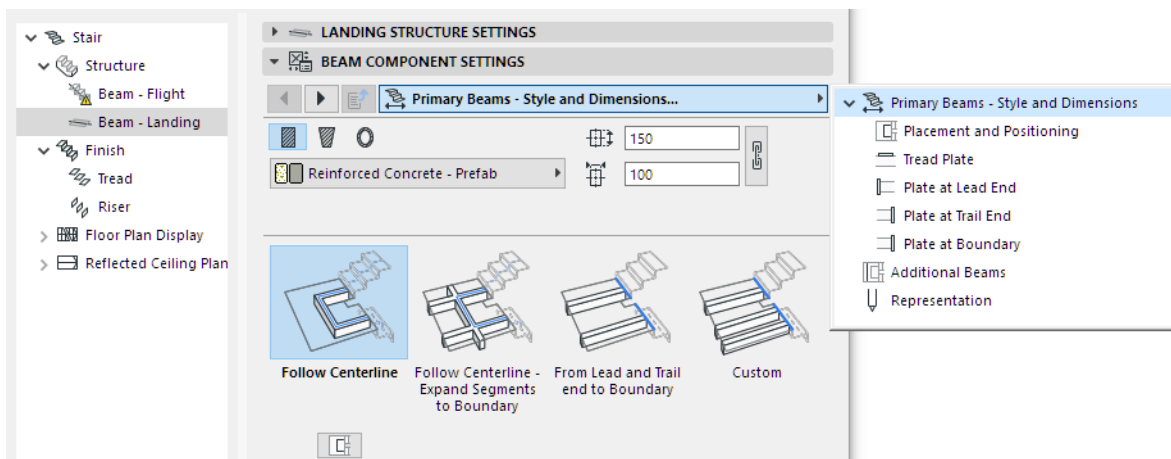 Stair
Structure
Beam - Flight
Beam - Landing
Finish
Tread
Riser
Floor Plan Display
Reflected Ceiling Plan
LANDING STRUCTURE SETTINGS
BEAM COMPONENT SETTINGS
Primary Beams - Style and Dimensions...
150
Reinforced Concrete - Prefab
100
Follow Centerline
Follow Centerline -
Expand Segments
to Boundary
From Lead and Trail
end to Boundary
Custom
Primary Beams - Style and Dimensions
Placement and Positioning
Tread Plate
Plate at Lead End
Plate at Trail End
Plate at Boundary
Additional Beams
Representation